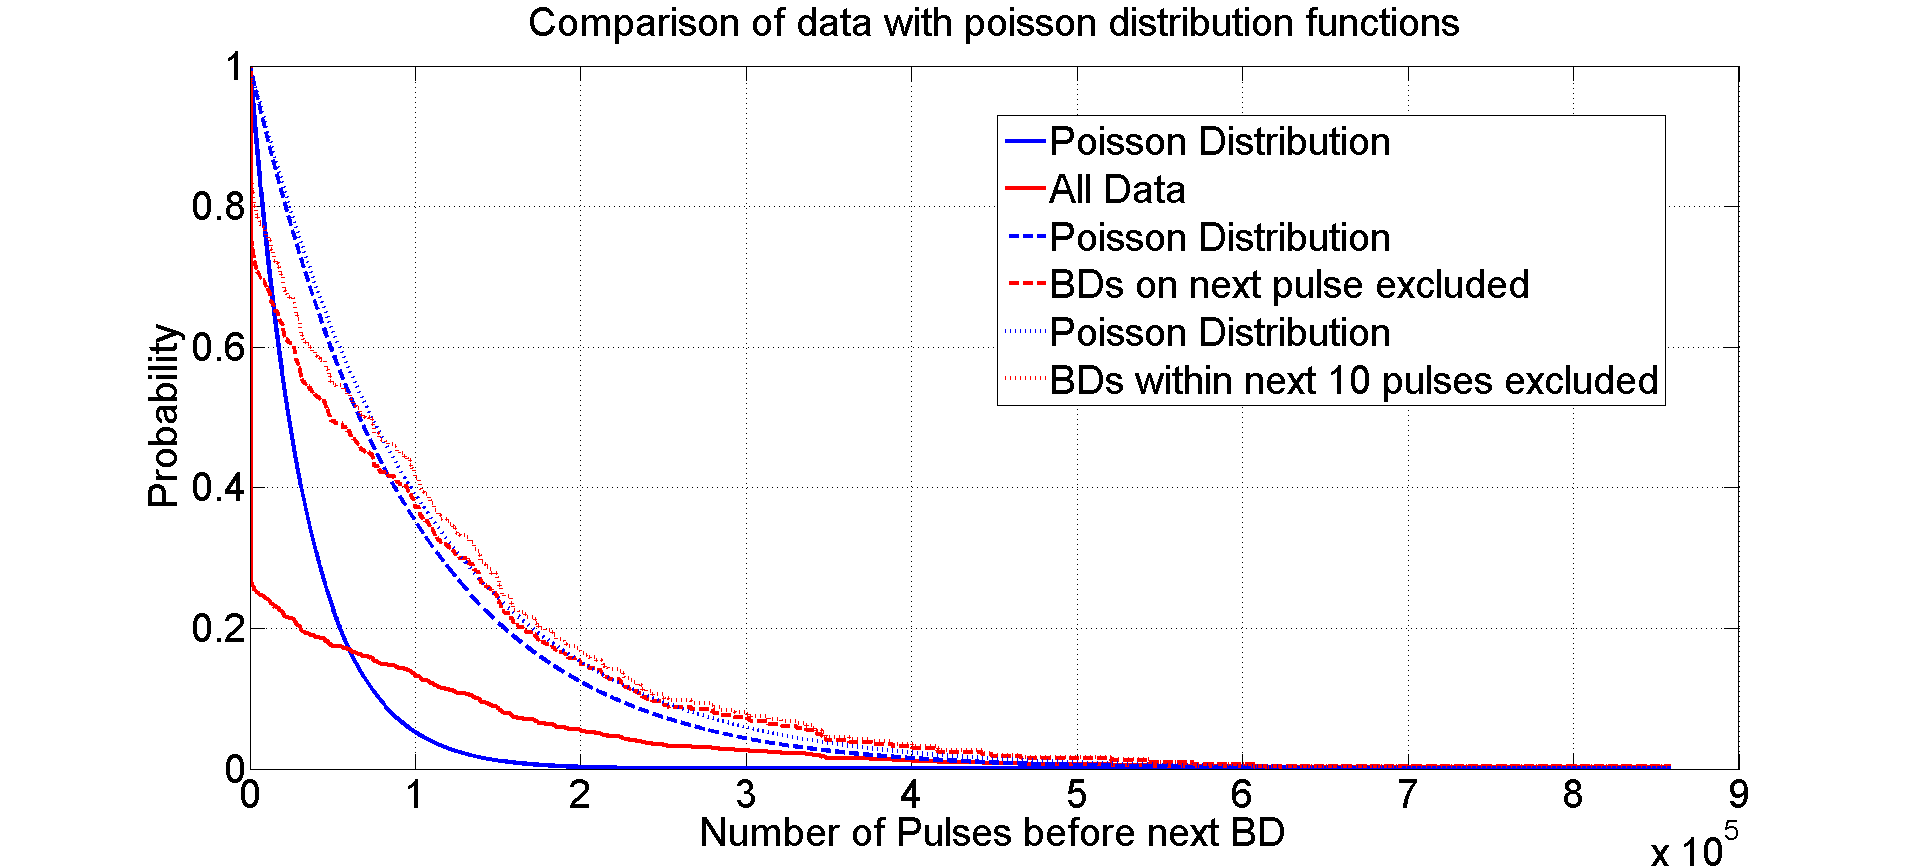 Comparison of data with poisson distribution functions
1
0.8
0.6
0.4
0.2
0
Probability
Poisson Distribution
All Data
Poisson Distribution
BDs on next pulse excluded
Poisson Distribution
BDs within next 10 pulses excluded
0 1 2 3 4 5 6 7 8 9
Number of Pulses before next BD
x 10^5